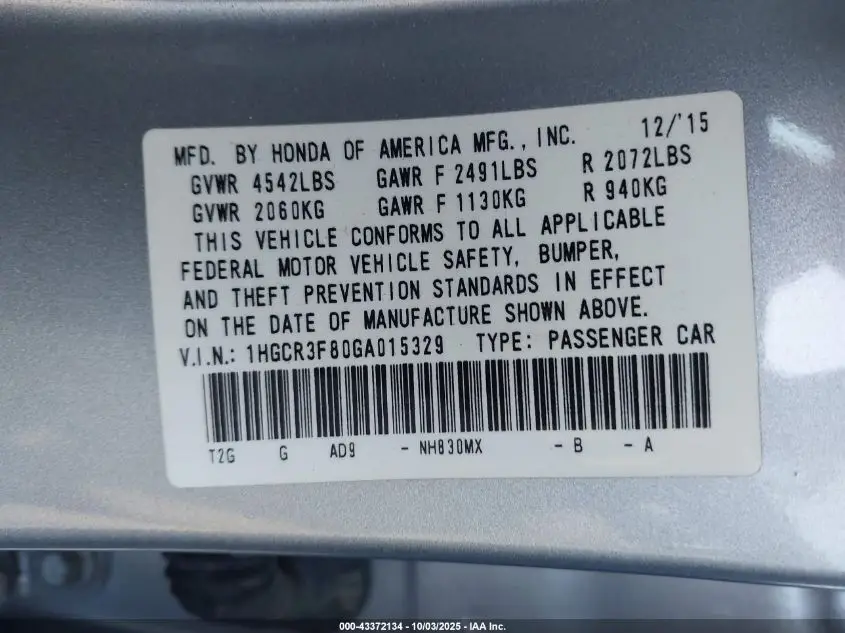 MFD. BY HONDA OF AMERICA MFG., INC. 12/'15
GVWR 4542LBS GAWR F 2491LBS R 2072LBS
GVWR 2060KG GAWR F 1130KG R 940KG
THIS VEHICLE CONFORMS TO ALL APPLICABLE
FEDERAL MOTOR VEHICLE SAFETY, BUMPER,
AND THEFT PREVENTION STANDARDS IN EFFECT
ON THE DATE OF MANUFACTURE SHOWN ABOVE.
V.I.N.: 1HGCR3F80GA015329 TYPE: PASSENGER CAR
T2G G AD9 - NH830MX - B - A
000-43372134 - 10/03/2025 - IAA Inc.